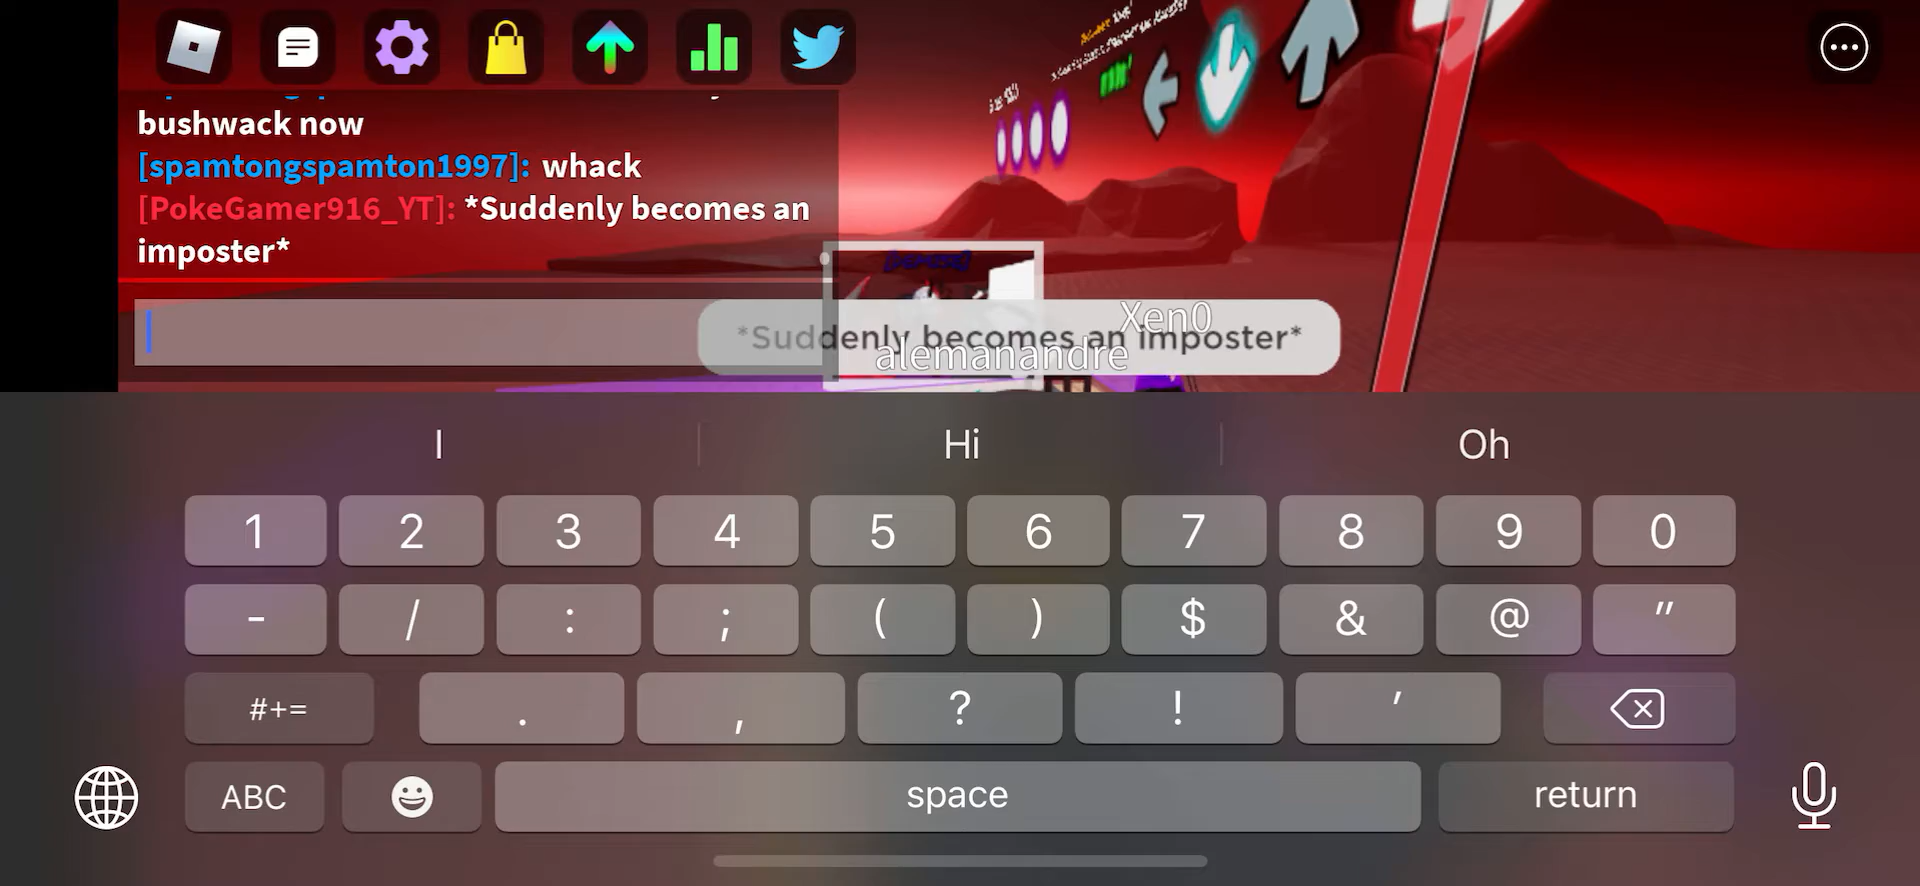 bushwack now
[spamtongspamton1997]: whack
[PokeGamer916_YT]: *Suddenly becomes an
imposter*
*Suddenly becomes an imposter*
Xen0
alemanandre
I Hi Oh
1 2 3 4 5 6 7 8 9 0
- / : ; ( ) $ & @ "
#+= . , ? ! '
ABC space return